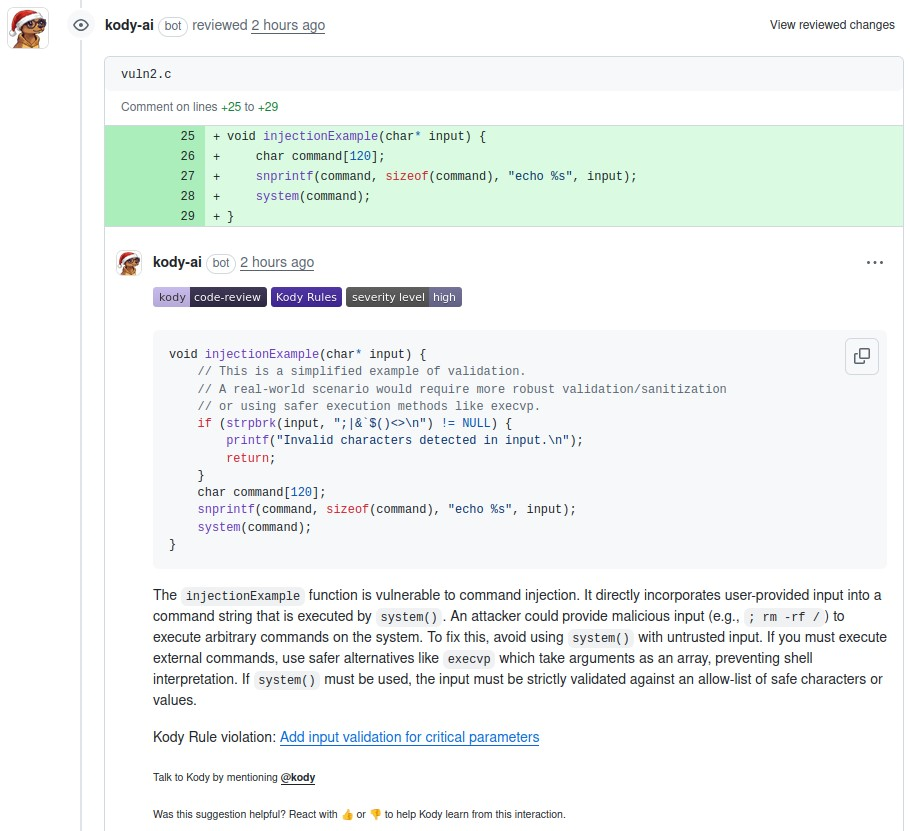 kody-ai bot reviewed 2 hours ago View reviewed changes
vuln2.c
Comment on lines +25 to +29
25 + void injectionExample(char* input) {
26 +     char command[120];
27 +     snprintf(command, sizeof(command), "echo %s", input);
28 +     system(command);
29 + }
kody-ai bot 2 hours ago ...
kody code-review Kody Rules severity level high
void injectionExample(char* input) {
    // This is a simplified example of validation.
    // A real-world scenario would require more robust validation/sanitization
    // or using safer execution methods like execvp.
    if (strpbrk(input, ";|&`$()<>\n") != NULL) {
        printf("Invalid characters detected in input.\n");
        return;
    }
    char command[120];
    snprintf(command, sizeof(command), "echo %s", input);
    system(command);
}
The injectionExample function is vulnerable to command injection. It directly incorporates user-provided input into a
command string that is executed by system() . An attacker could provide malicious input (e.g., ; rm -rf / ) to
execute arbitrary commands on the system. To fix this, avoid using system() with untrusted input. If you must execute
external commands, use safer alternatives like execvp which take arguments as an array, preventing shell
interpretation. If system() must be used, the input must be strictly validated against an allow-list of safe characters or
values.
Kody Rule violation: Add input validation for critical parameters
Talk to Kody by mentioning @kody
Was this suggestion helpful? React with 👍 or 👎 to help Kody learn from this interaction.